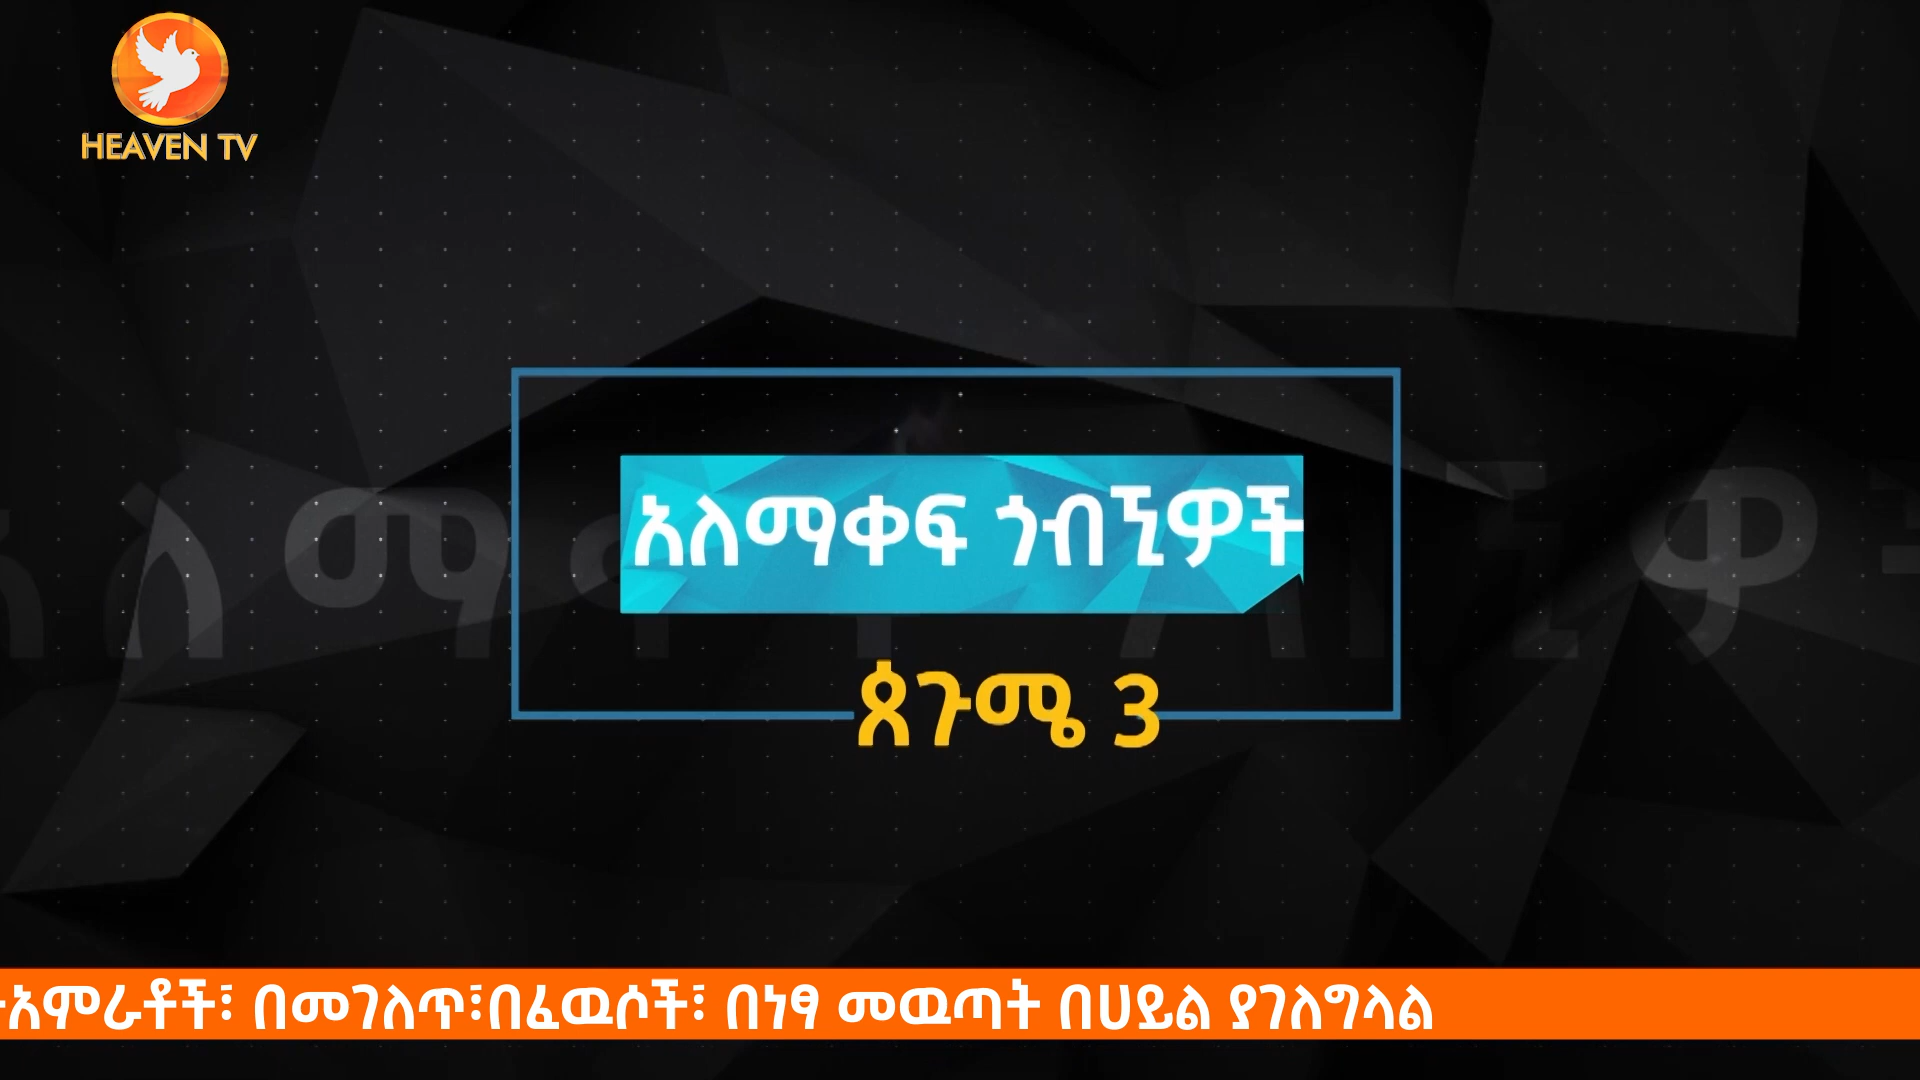 HEAVEN TV
አለማቀፍ ጎብኚዎች
ጳጉሜ 3
አምራቶች፣ በመገለጥ፣በፈዉሶች፣ በነፃ መዉጣት በሀይል ያገለግላል